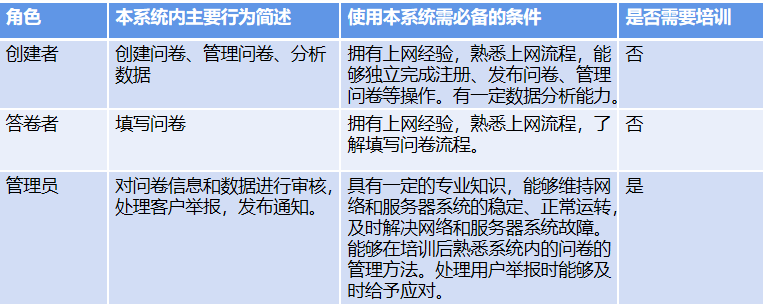 角色
本系统内主要行为简述
使用本系统需必备的条件
是否需要培训
创建者
创建问卷、管理问卷、分析
数据
拥有上网经验，熟悉上网流程，能
够独立完成注册、发布问卷、管理
问卷等操作。有一定数据分析能力。
否
答卷者
填写问卷
拥有上网经验，熟悉上网流程，了
解填写问卷流程。
否
管理员
对问卷信息和数据进行审核，
处理客户举报，发布通知。
具有一定的专业知识，能够维持网
络和服务器系统的稳定、正常运转，
及时解决网络和服务器系统故障。
能够在培训后熟悉系统内的问卷的
管理方法。处理用户举报时能够及
时给予应对。
是